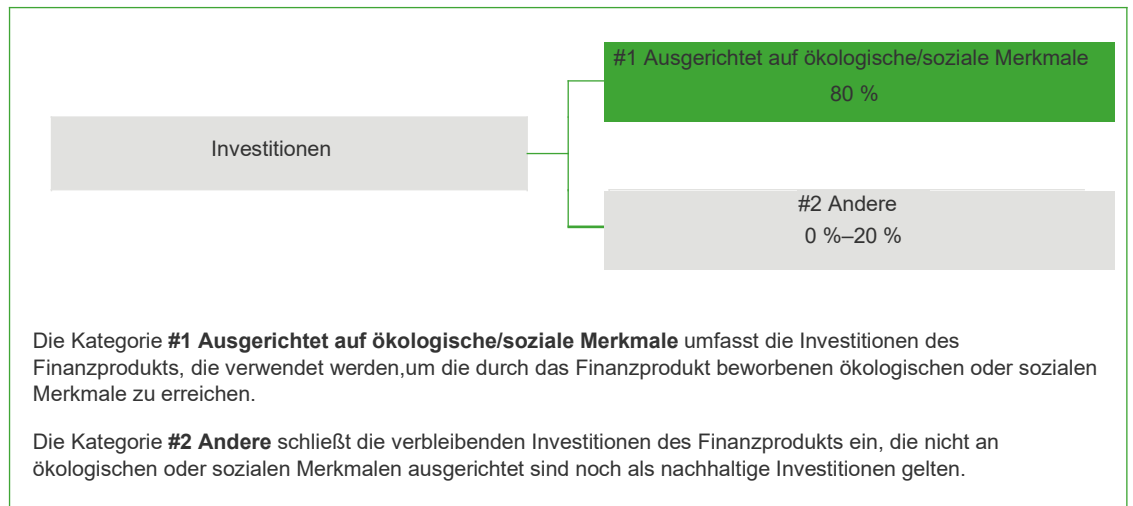 #1 Ausgerichtet auf ökologische/soziale Merkmale
80 %
Investitionen
#2 Andere
0 %–20 %
Die Kategorie #1 Ausgerichtet auf ökologische/soziale Merkmale umfasst die Investitionen des
Finanzprodukts, die verwendet werden,um die durch das Finanzprodukt beworbenen ökologischen oder sozialen
Merkmale zu erreichen.
Die Kategorie #2 Andere schließt die verbleibenden Investitionen des Finanzprodukts ein, die nicht an
ökologischen oder sozialen Merkmalen ausgerichtet sind noch als nachhaltige Investitionen gelten.